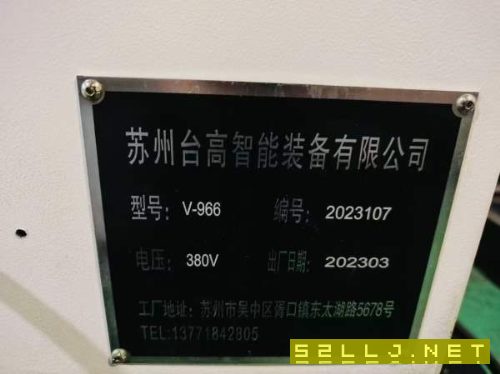 苏州台高智能装备有限公司
型号: V-966 编号: 2023107
电压: 380V 出厂日期: 202303
工厂地址: 苏州市吴中区胥口镇东太湖路5678号
TEL:13771842805
52LLJ.NET